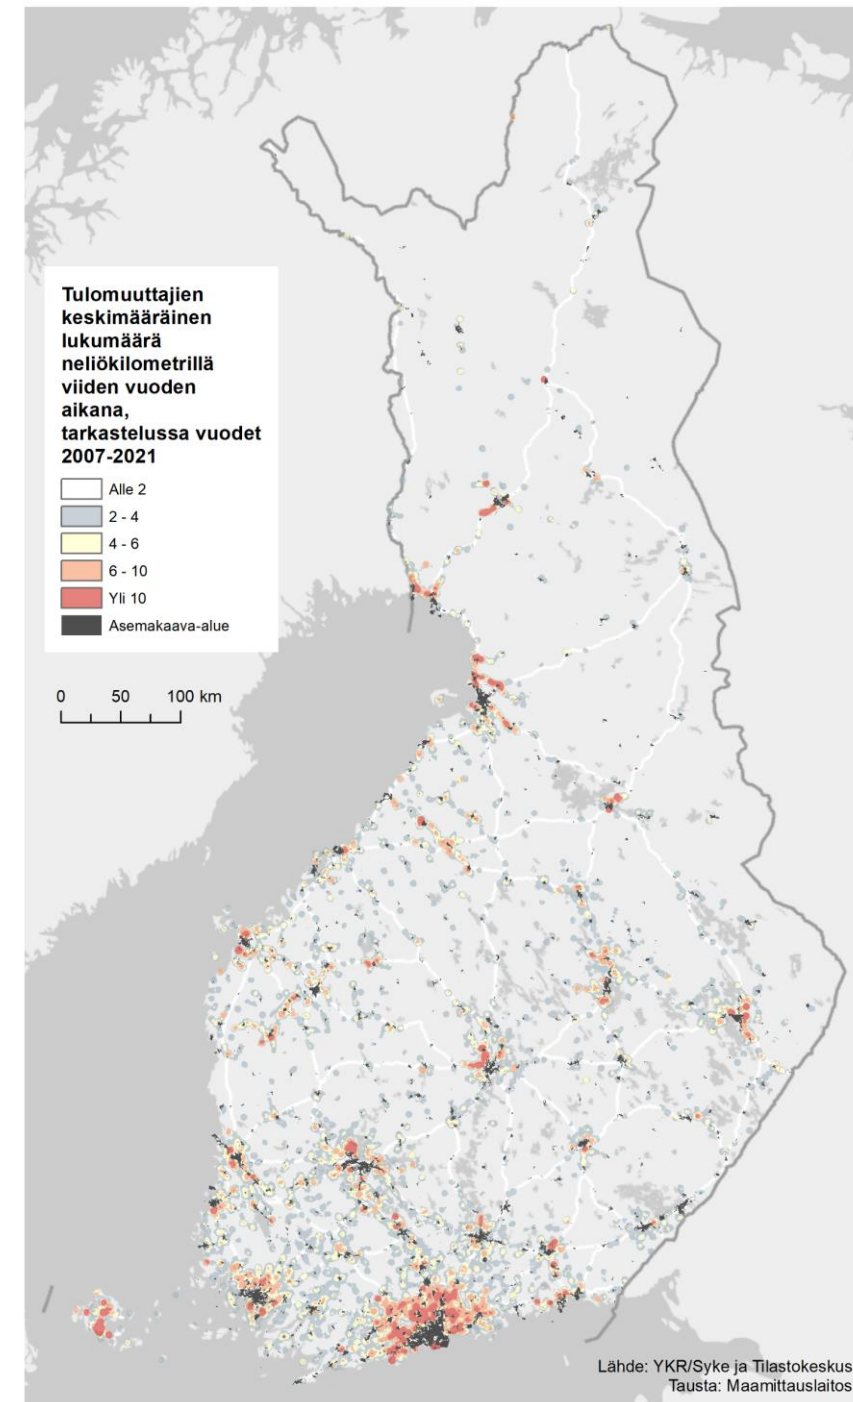 Tulomuuttajien
keskimääräinen
lukumäärä
neliökilometrillä
viiden vuoden
aikana,
tarkastelussa vuodet
2007-2021
Alle 2
2 - 4
4 - 6
6 - 10
Yli 10
Asemakaava-alue
0 50 100 km
Lähde: YKR/Syke ja Tilastokeskus
Tausta: Maamittauslaitos